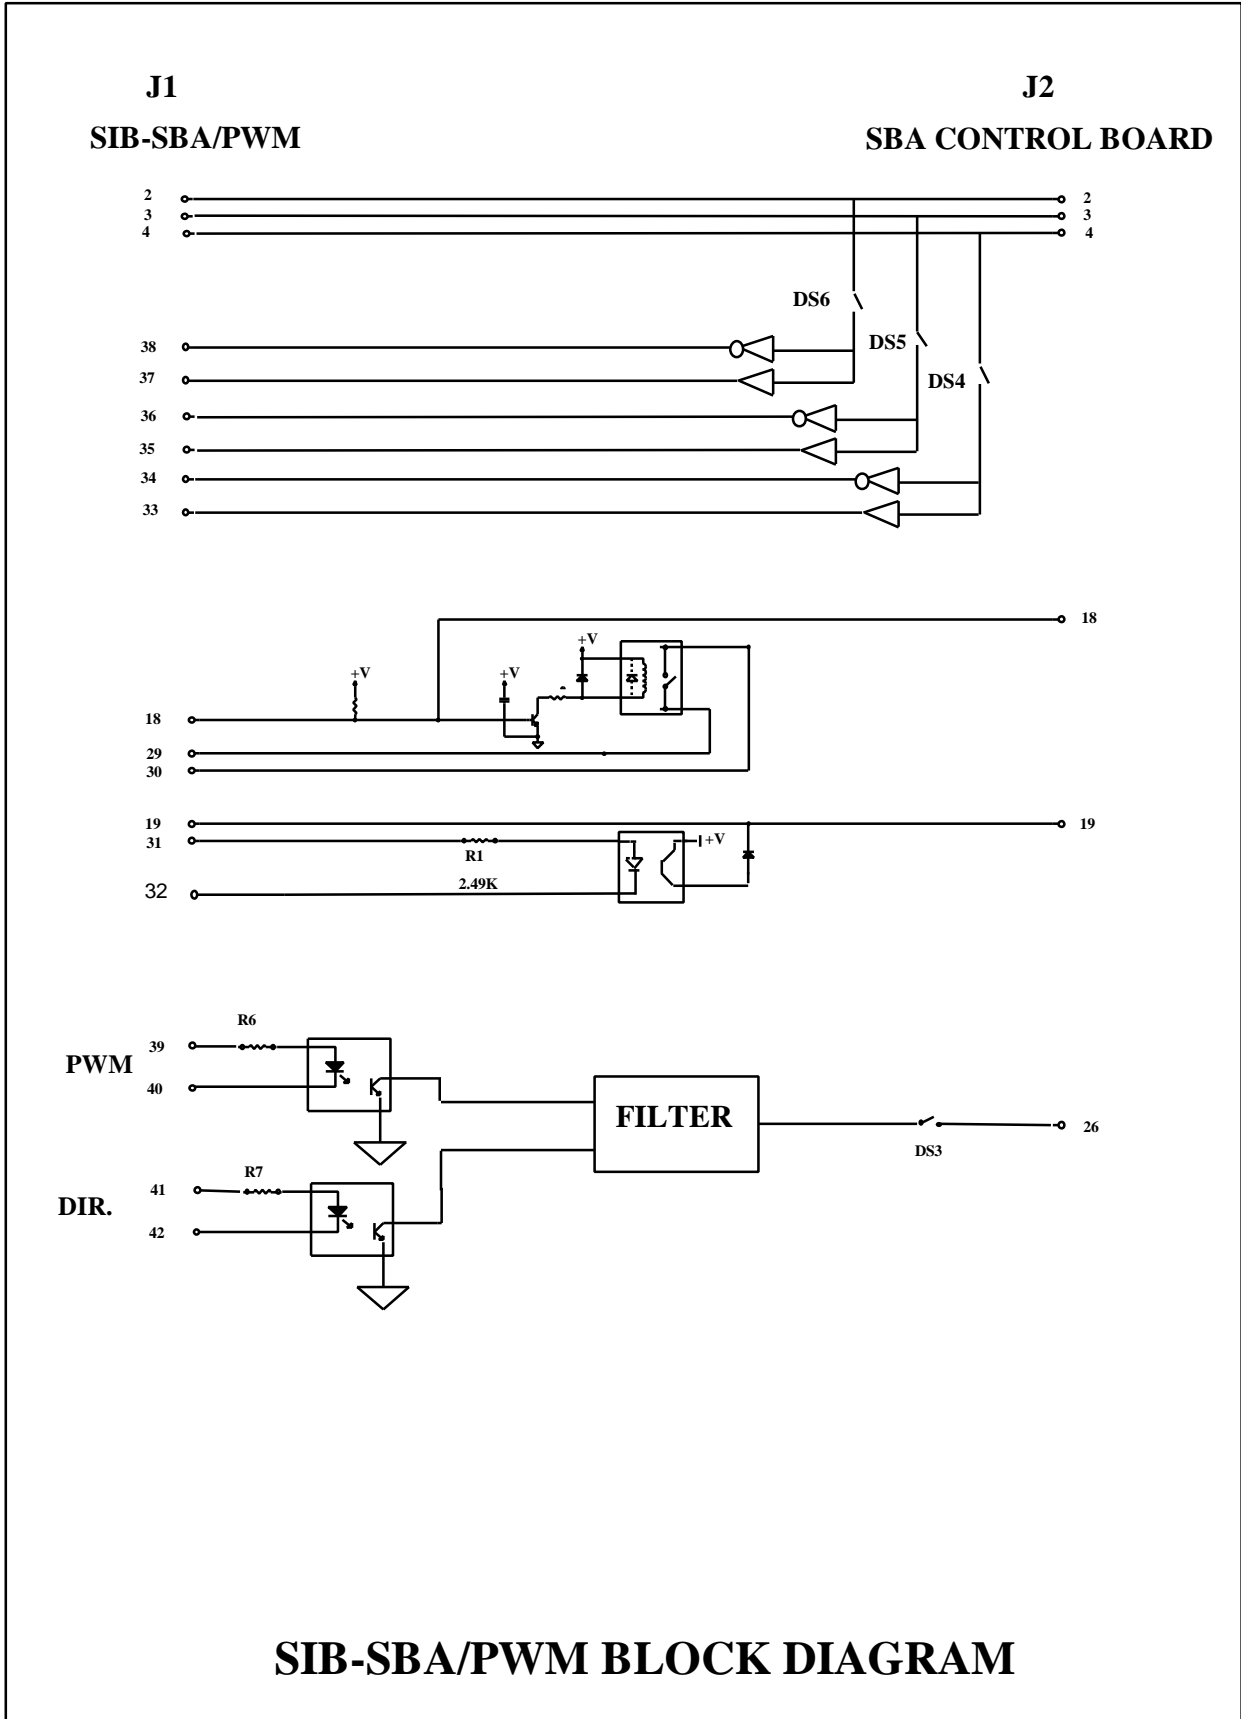 J1
J2
SIB-SBA/PWM
SBA CONTROL BOARD
2
2
3
3
4
4
DS6
38
DS5
37
DS4
36
35
34
33
18
+V
+V
+V
18
29
30
19
19
31
+V
R1
32
2.49K
R6
39
PWM
40
FILTER
26
DS3
R7
41
DIR.
42
SIB-SBA/PWM BLOCK DIAGRAM